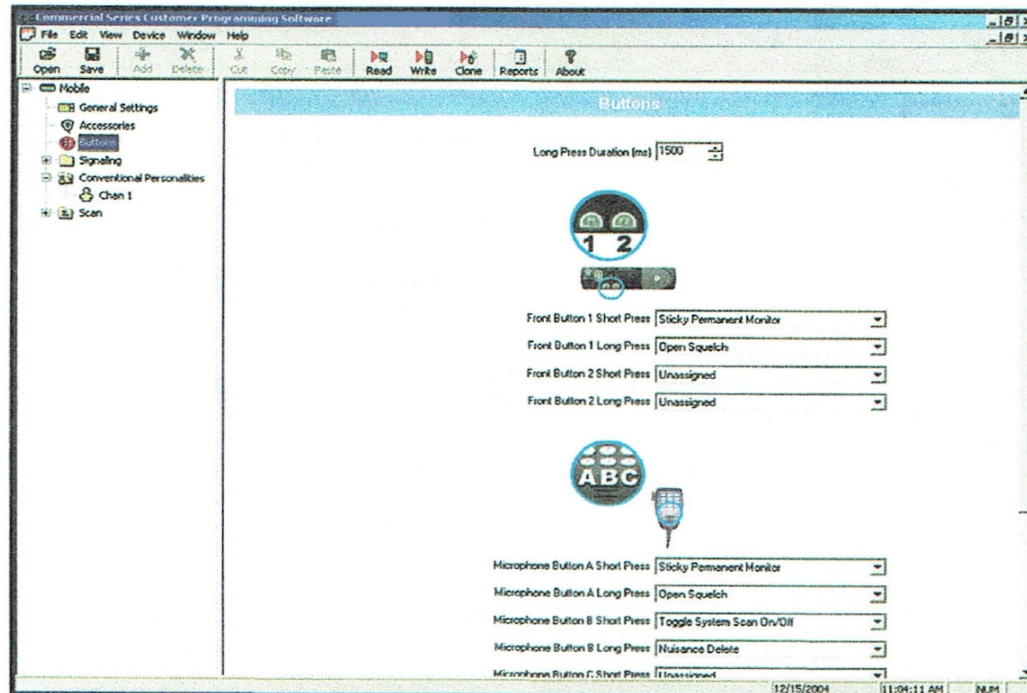 Commercial Series Customer Programming Software
File Edit View Device Window Help
Open Save Add Delete Cut Copy Paste Read Write Clone Reports About
Mobile
General Settings
Accessories
Buttons
Signaling
Conventional Personalities
Chan 1
Scan
Buttons
Long Press Duration (ms) 1500
1 2
Front Button 1 Short Press Sticky Permanent Monitor
Front Button 1 Long Press Open Squelch
Front Button 2 Short Press Unassigned
Front Button 2 Long Press Unassigned
ABC
Microphone Button A Short Press Sticky Permanent Monitor
Microphone Button A Long Press Open Squelch
Microphone Button B Short Press Toggle System Scan On/Off
Microphone Button B Long Press Nuisance Delete
Microphone Button C Short Press Unassigned
12/15/2004 11:04:11 AM NUM